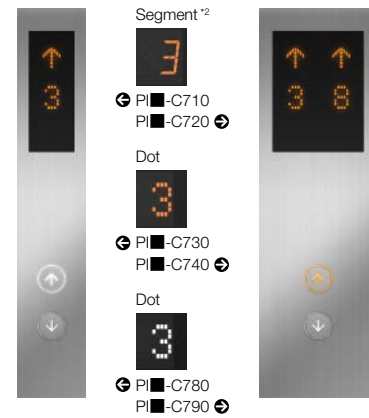 Segment *2
3
PI■-C710
PI■-C720
Dot
3
PI■-C730
PI■-C740
Dot
3
PI■-C780
PI■-C790
3
3 8